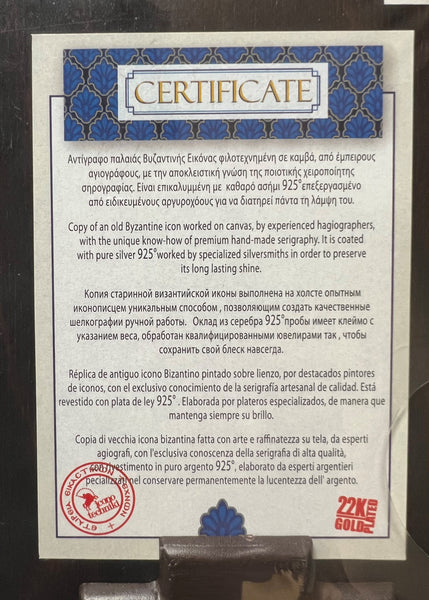 CERTIFICATE
Αντίγραφο παλαιάς Βυζαντινής Εικόνας φιλοτεχνημένη σε καμβά, από έμπειρους
αγιογράφους, με την αποκλειστική γνώση της ποιοτικής χειροποίητης
σηρογραφίας. Είναι επικαλυμμένη με καθαρό ασήμι 925° επεξεργασμένο
από ειδικευμένους αργυροχόους για να διατηρεί πάντα τη λάμψη του.
Copy of an old Byzantine icon worked on canvas, by experienced hagiographers,
with the unique know-how of premium hand-made serigraphy. It is coated
with pure silver 925° worked by specialized silversmiths in order to preserve
its long lasting shine.
Копия старинной византийской иконы выполнена на холсте опытным
иконописцем уникальным способом , позволяющим создать качественные
шелкографии ручной работы. Оклад из серебра 925° пробы имеет клеймо с
указанием веса, обработан квалифицированными ювелирами так , чтобы
сохранить свой блеск навсегда.
Réplica de antiguo icono Bizantino pintado sobre lienzo, por destacados pintores
de iconos, con el exclusivo conocimiento de la serigrafía artesanal de calidad. Está
revestido con plata de ley 925° . Elaborada por plateros especializados, de manera que
mantenga siempre su brillo.
Copia di vecchia icona bizantina fatta con arte e raffinatezza su tela, da esperti
agiografi, con l'esclusiva conoscenza della serigrafia di alta qualità,
con rivestimento in puro argento 925°, elaborato da esperti argentieri
pecializzati nel conservare permanentemente la lucentezza dell' argento.
ΕΤΑΙΡΕΙΑ ΕΙΚΑΣΤΙΚΩΝ ΤΕΧΝΩΝ
icono
techniki
22K
GOLD
PLATED